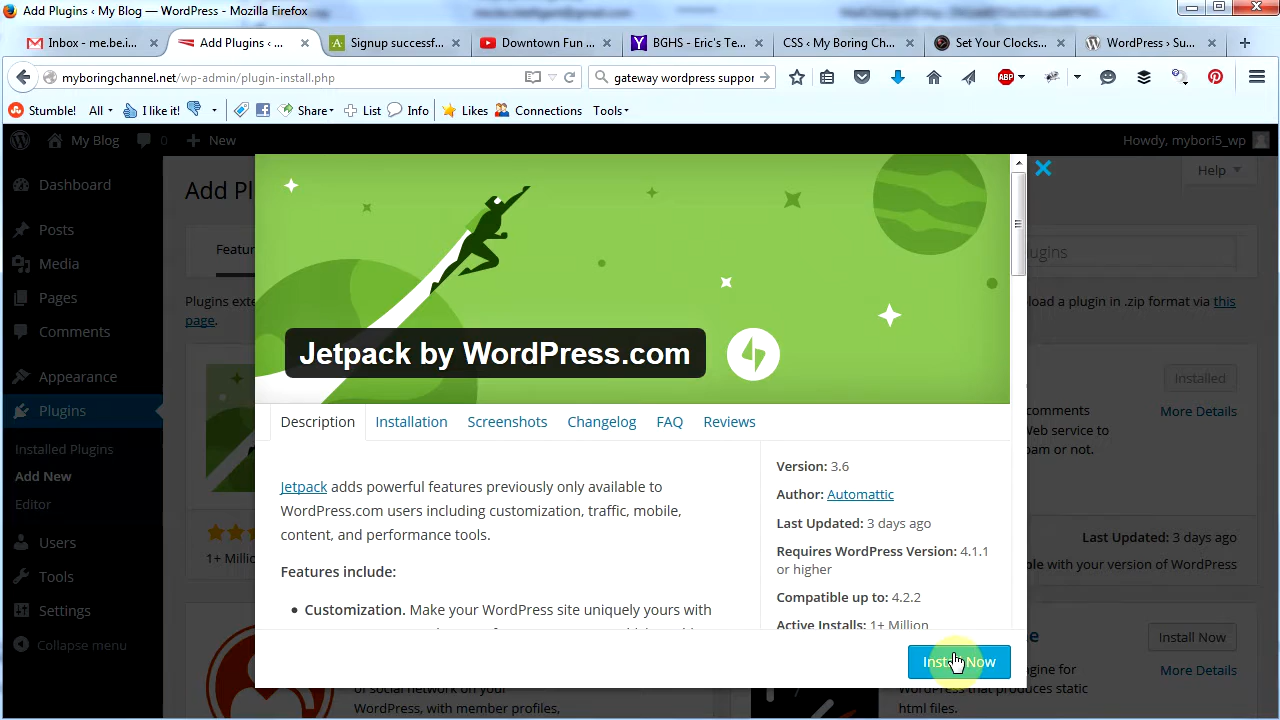 Add Plugins ‹ My Blog — WordPress - Mozilla Firefox
Inbox - me.be.i...
Add Plugins ‹ ...
Signup successf...
Downtown Fun ...
BGHS - Eric's Te...
CSS ‹ My Boring Ch...
Set Your Clocks...
WordPress › Su...
myboringchannel.net/wp-admin/plugin-install.php
gateway wordpress suppor
ABP
Stumble!
All
I like it!
Share
List
Info
Likes
Connections
Tools
My Blog
0
New
Howdy, mybori5_wp
Dashboard
Posts
Media
Pages
Comments
Appearance
Plugins
Installed Plugins
Add New
Editor
Users
Tools
Settings
Collapse menu
Add Pl
Help
Featur
lugins
Plugins exte
load a plugin in .zip format via this
page.
Jetpack by WordPress.com
Description
Installation
Screenshots
Changelog
FAQ
Reviews
Jetpack adds powerful features previously only available to
WordPress.com users including customization, traffic, mobile,
content, and performance tools.
Features include:
Customization. Make your WordPress site uniquely yours with
Version: 3.6
Author: Automattic
Last Updated: 3 days ago
Requires WordPress Version: 4.1.1
or higher
Compatible up to: 4.2.2
Active Installs: 1+ Million
Install Now
1+ Millio
Installed
More Details
comments
Web service to
am or not.
Last Updated: 3 days ago
ble with your version of WordPress
Install Now
More Details
of social network on your
WordPress, with member profiles,
ngine for
WordPress that produces static
html files.